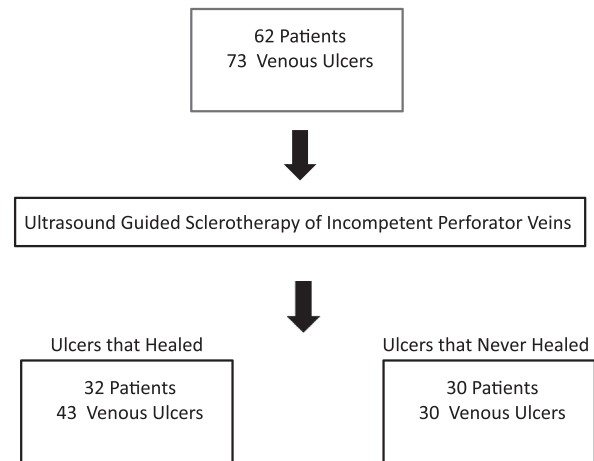 62 Patients
73 Venous Ulcers
Ultrasound Guided Sclerotherapy of Incompetent Perforator Veins
Ulcers that Healed
32 Patients
43 Venous Ulcers
Ulcers that Never Healed
30 Patients
30 Venous Ulcers